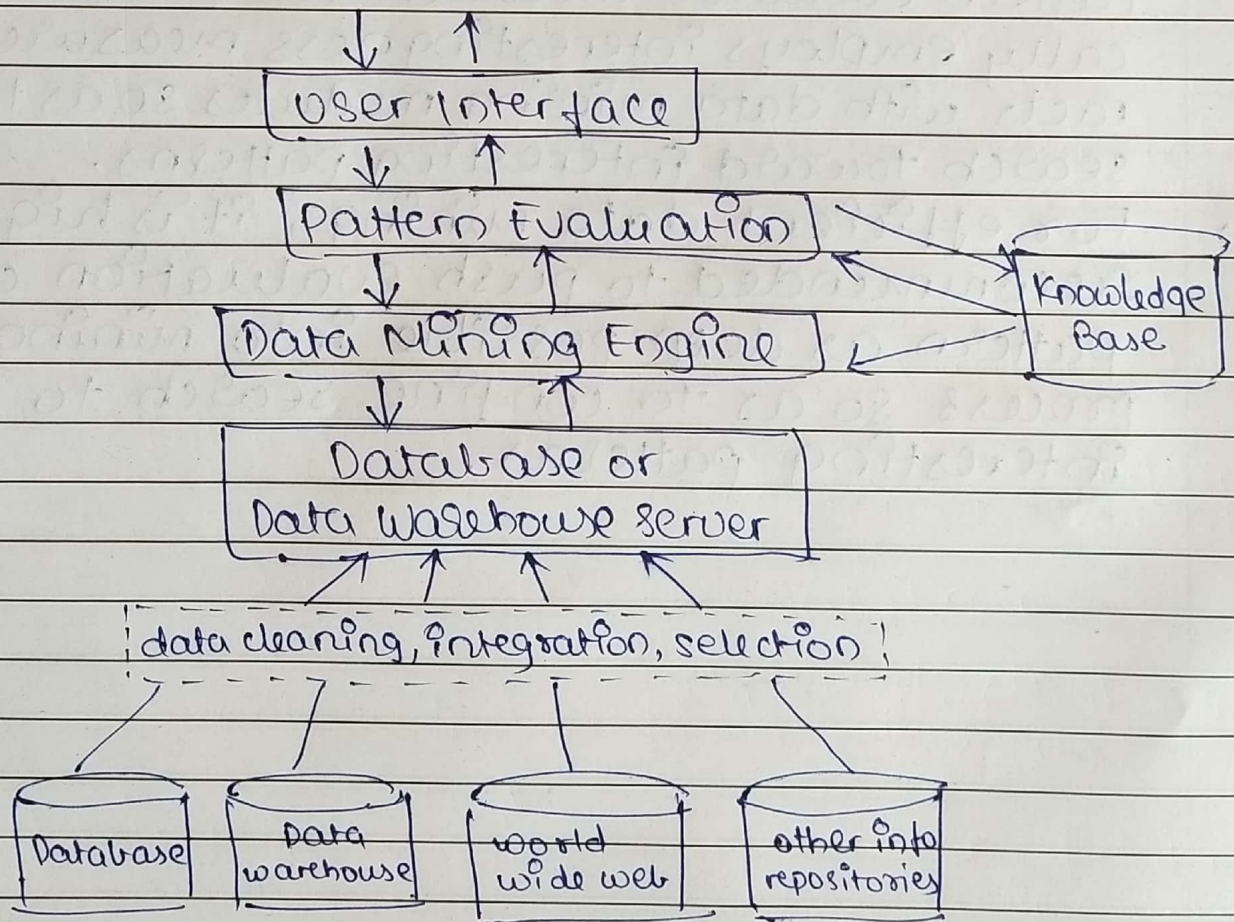 User Interface
Pattern Evaluation
Knowledge
Base
Data Mining Engine
Database or
Data Warehouse Server
data cleaning, integration, selection
Database
Data
warehouse
world
wide web
other info
repositories